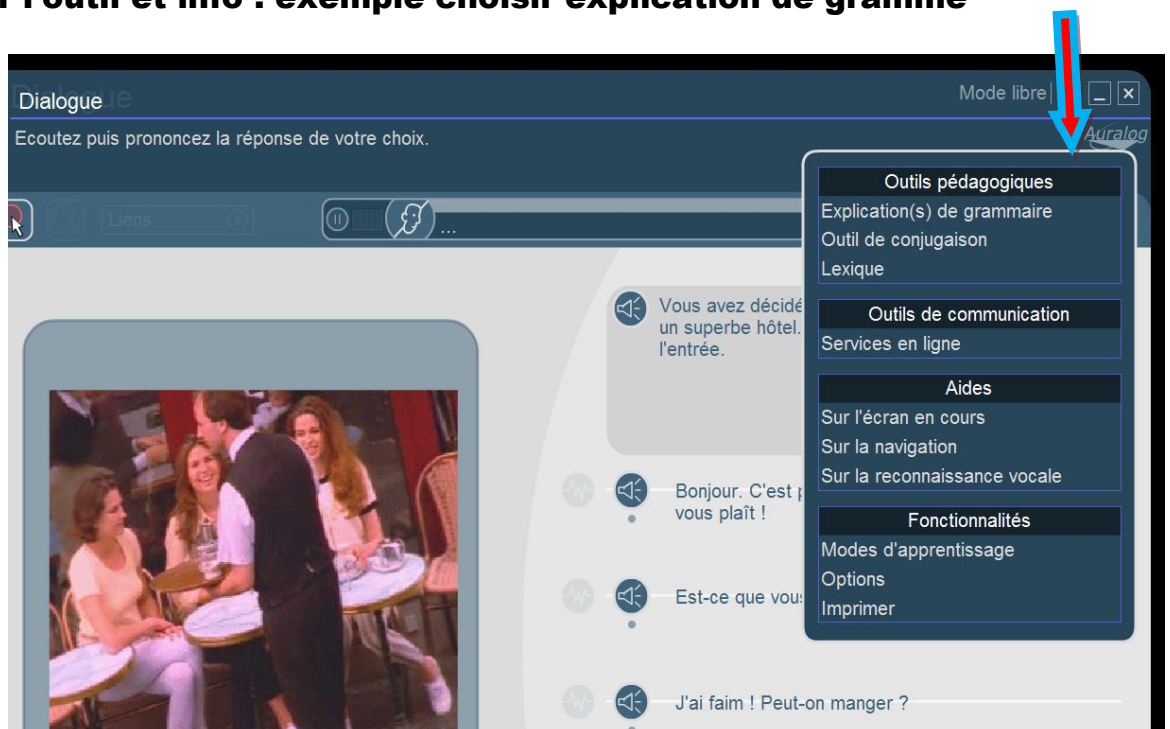 l'outil et info : exemple choisir explication de gramme
Dialogue
Mode libre
Ecoutez puis prononcez la réponse de votre choix.
Auralog
Liens
...
Outils pédagogiques
Explication(s) de grammaire
Outil de conjugaison
Lexique
Outils de communication
Services en ligne
Aides
Sur l'écran en cours
Sur la navigation
Sur la reconnaissance vocale
Fonctionnalités
Modes d'apprentissage
Options
Imprimer
Vous avez décidé
un superbe hôtel.
l'entrée.
Bonjour. C'est
vous plaît !
Est-ce que vous
J'ai faim ! Peut-on manger ?